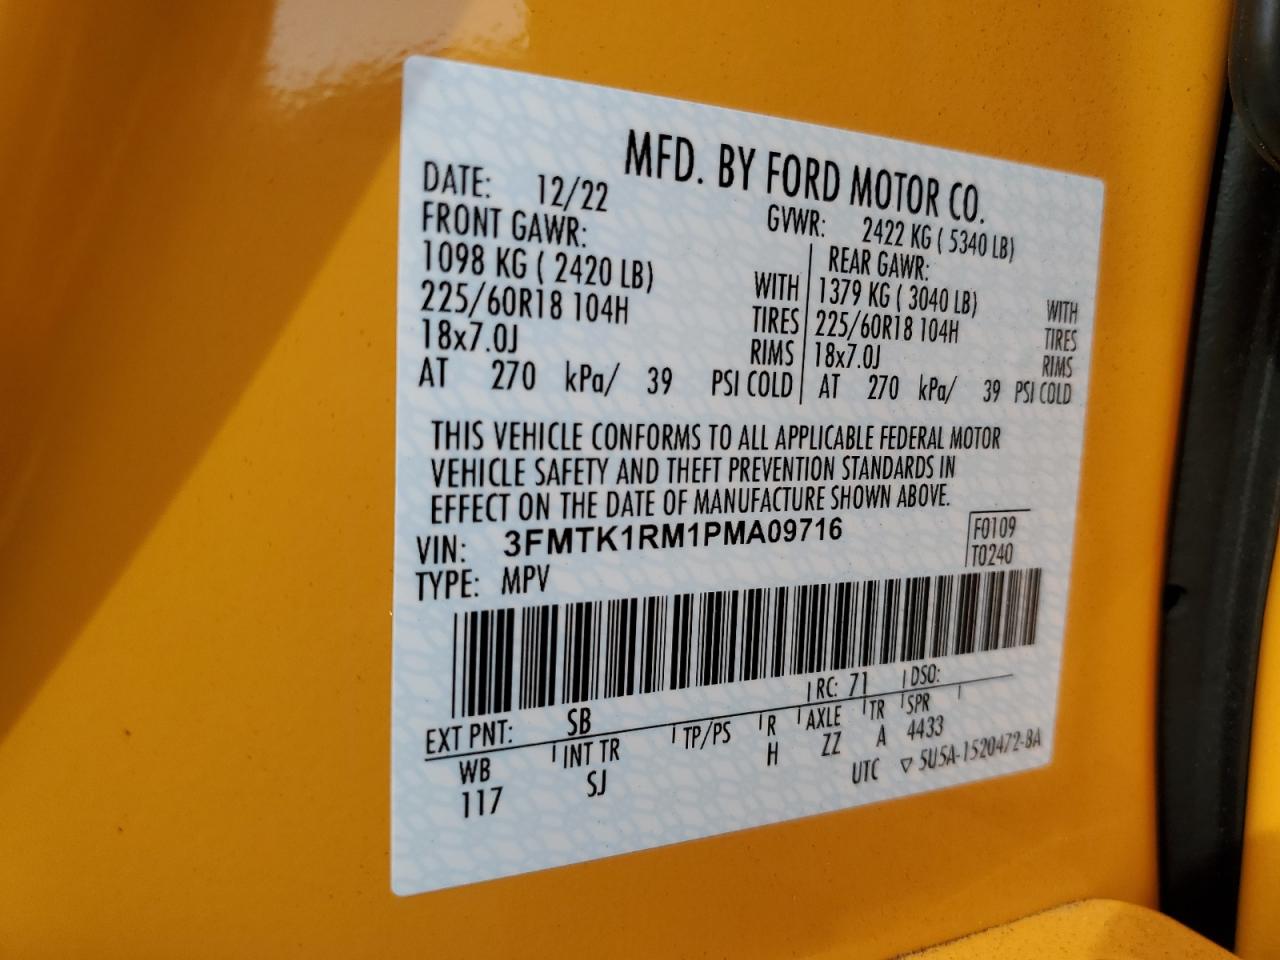 MFD. BY FORD MOTOR CO.
DATE: 12/22 GVWR: 2422 KG ( 5340 LB)
FRONT GAWR: REAR GAWR:
1098 KG ( 2420 LB) WITH 1379 KG ( 3040 LB) WITH
225/60R18 104H TIRES 225/60R18 104H TIRES
18x7.0J RIMS 18x7.0J RIMS
AT 270 kPa/ 39 PSI COLD AT 270 kPa/ 39 PSI COLD
THIS VEHICLE CONFORMS TO ALL APPLICABLE FEDERAL MOTOR
VEHICLE SAFETY AND THEFT PREVENTION STANDARDS IN
EFFECT ON THE DATE OF MANUFACTURE SHOWN ABOVE.
VIN: 3FMTK1RM1PMA09716 F0109
TYPE: MPV T0240
EXT PNT: SB RC: 71 DSO:
WB INT TR TP/PS R AXLE TR SPR
117 SJ H ZZ A 4433
UTC ▽ 5U5A-1520472-BA